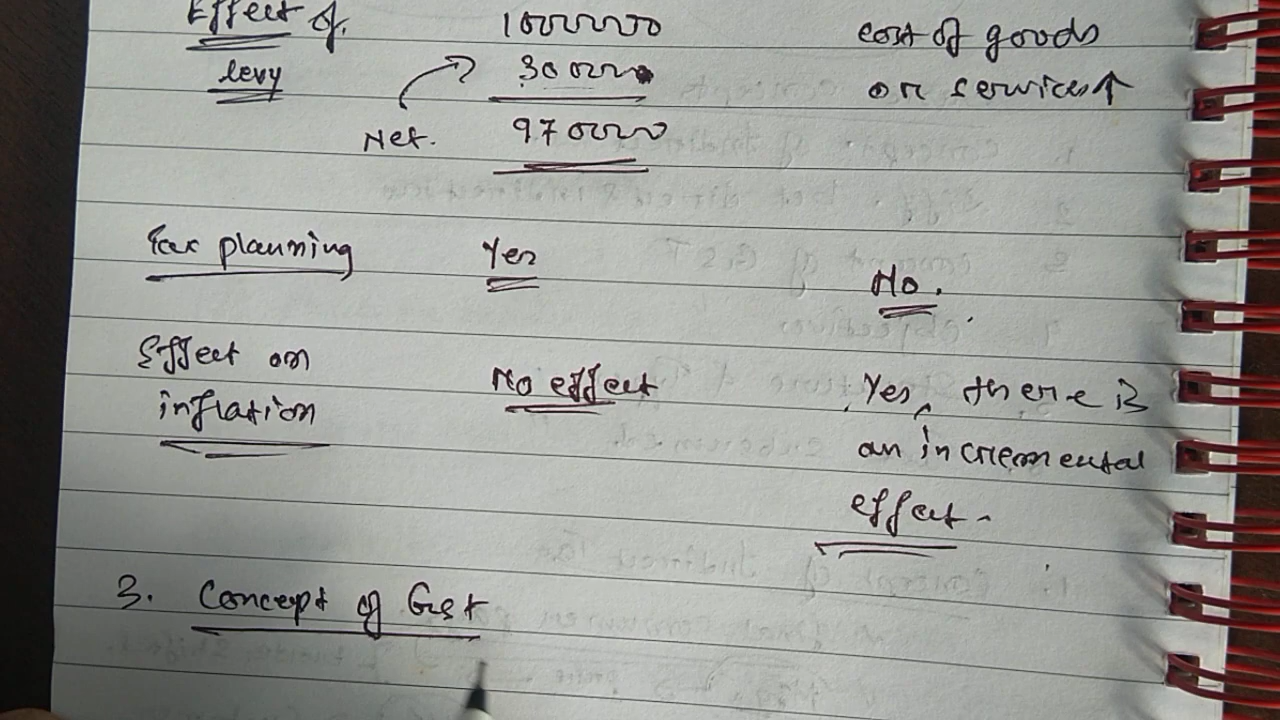 Effect of. 1000000 cost of goods
levy 30000 or services↑
Net. 970000
Tax planning Yes No.
Effect on No effect Yes, there is
inflation an incremental
effect.
3. Concept of Gst